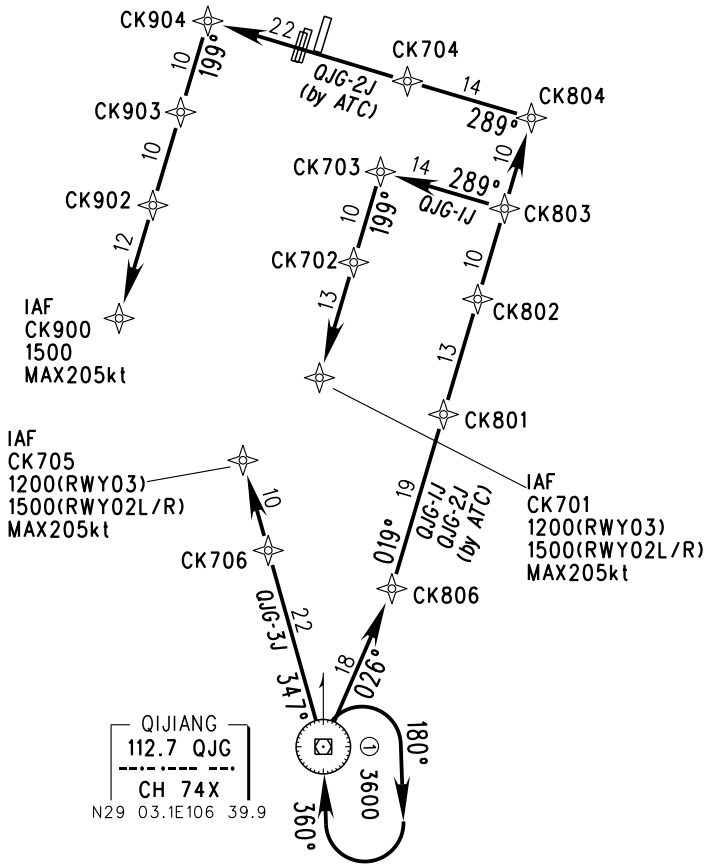 CK904
22
CK704
10
199°
QJG-2J
(by ATC)
14
CK804
289°
CK903
10
CK703
14
289°
10
QJG-1J
CK803
CK902
10
199°
10
CK702
12
CK802
13
13
IAF
CK900
1500
MAX205kt
CK801
IAF
CK705
1200(RWY03)
1500(RWY02L/R)
MAX205kt
19
QJG-1J
QJG-2J
(by ATC)
019°
IAF
CK701
1200(RWY03)
1500(RWY02L/R)
MAX205kt
10
CK706
CK806
QJG-3J
22
347°
18
026°
QIJIANG
112.7 QJG
--.- .--- --.
CH 74X
N29 03.1E106 39.9
1 3600
180°
360°